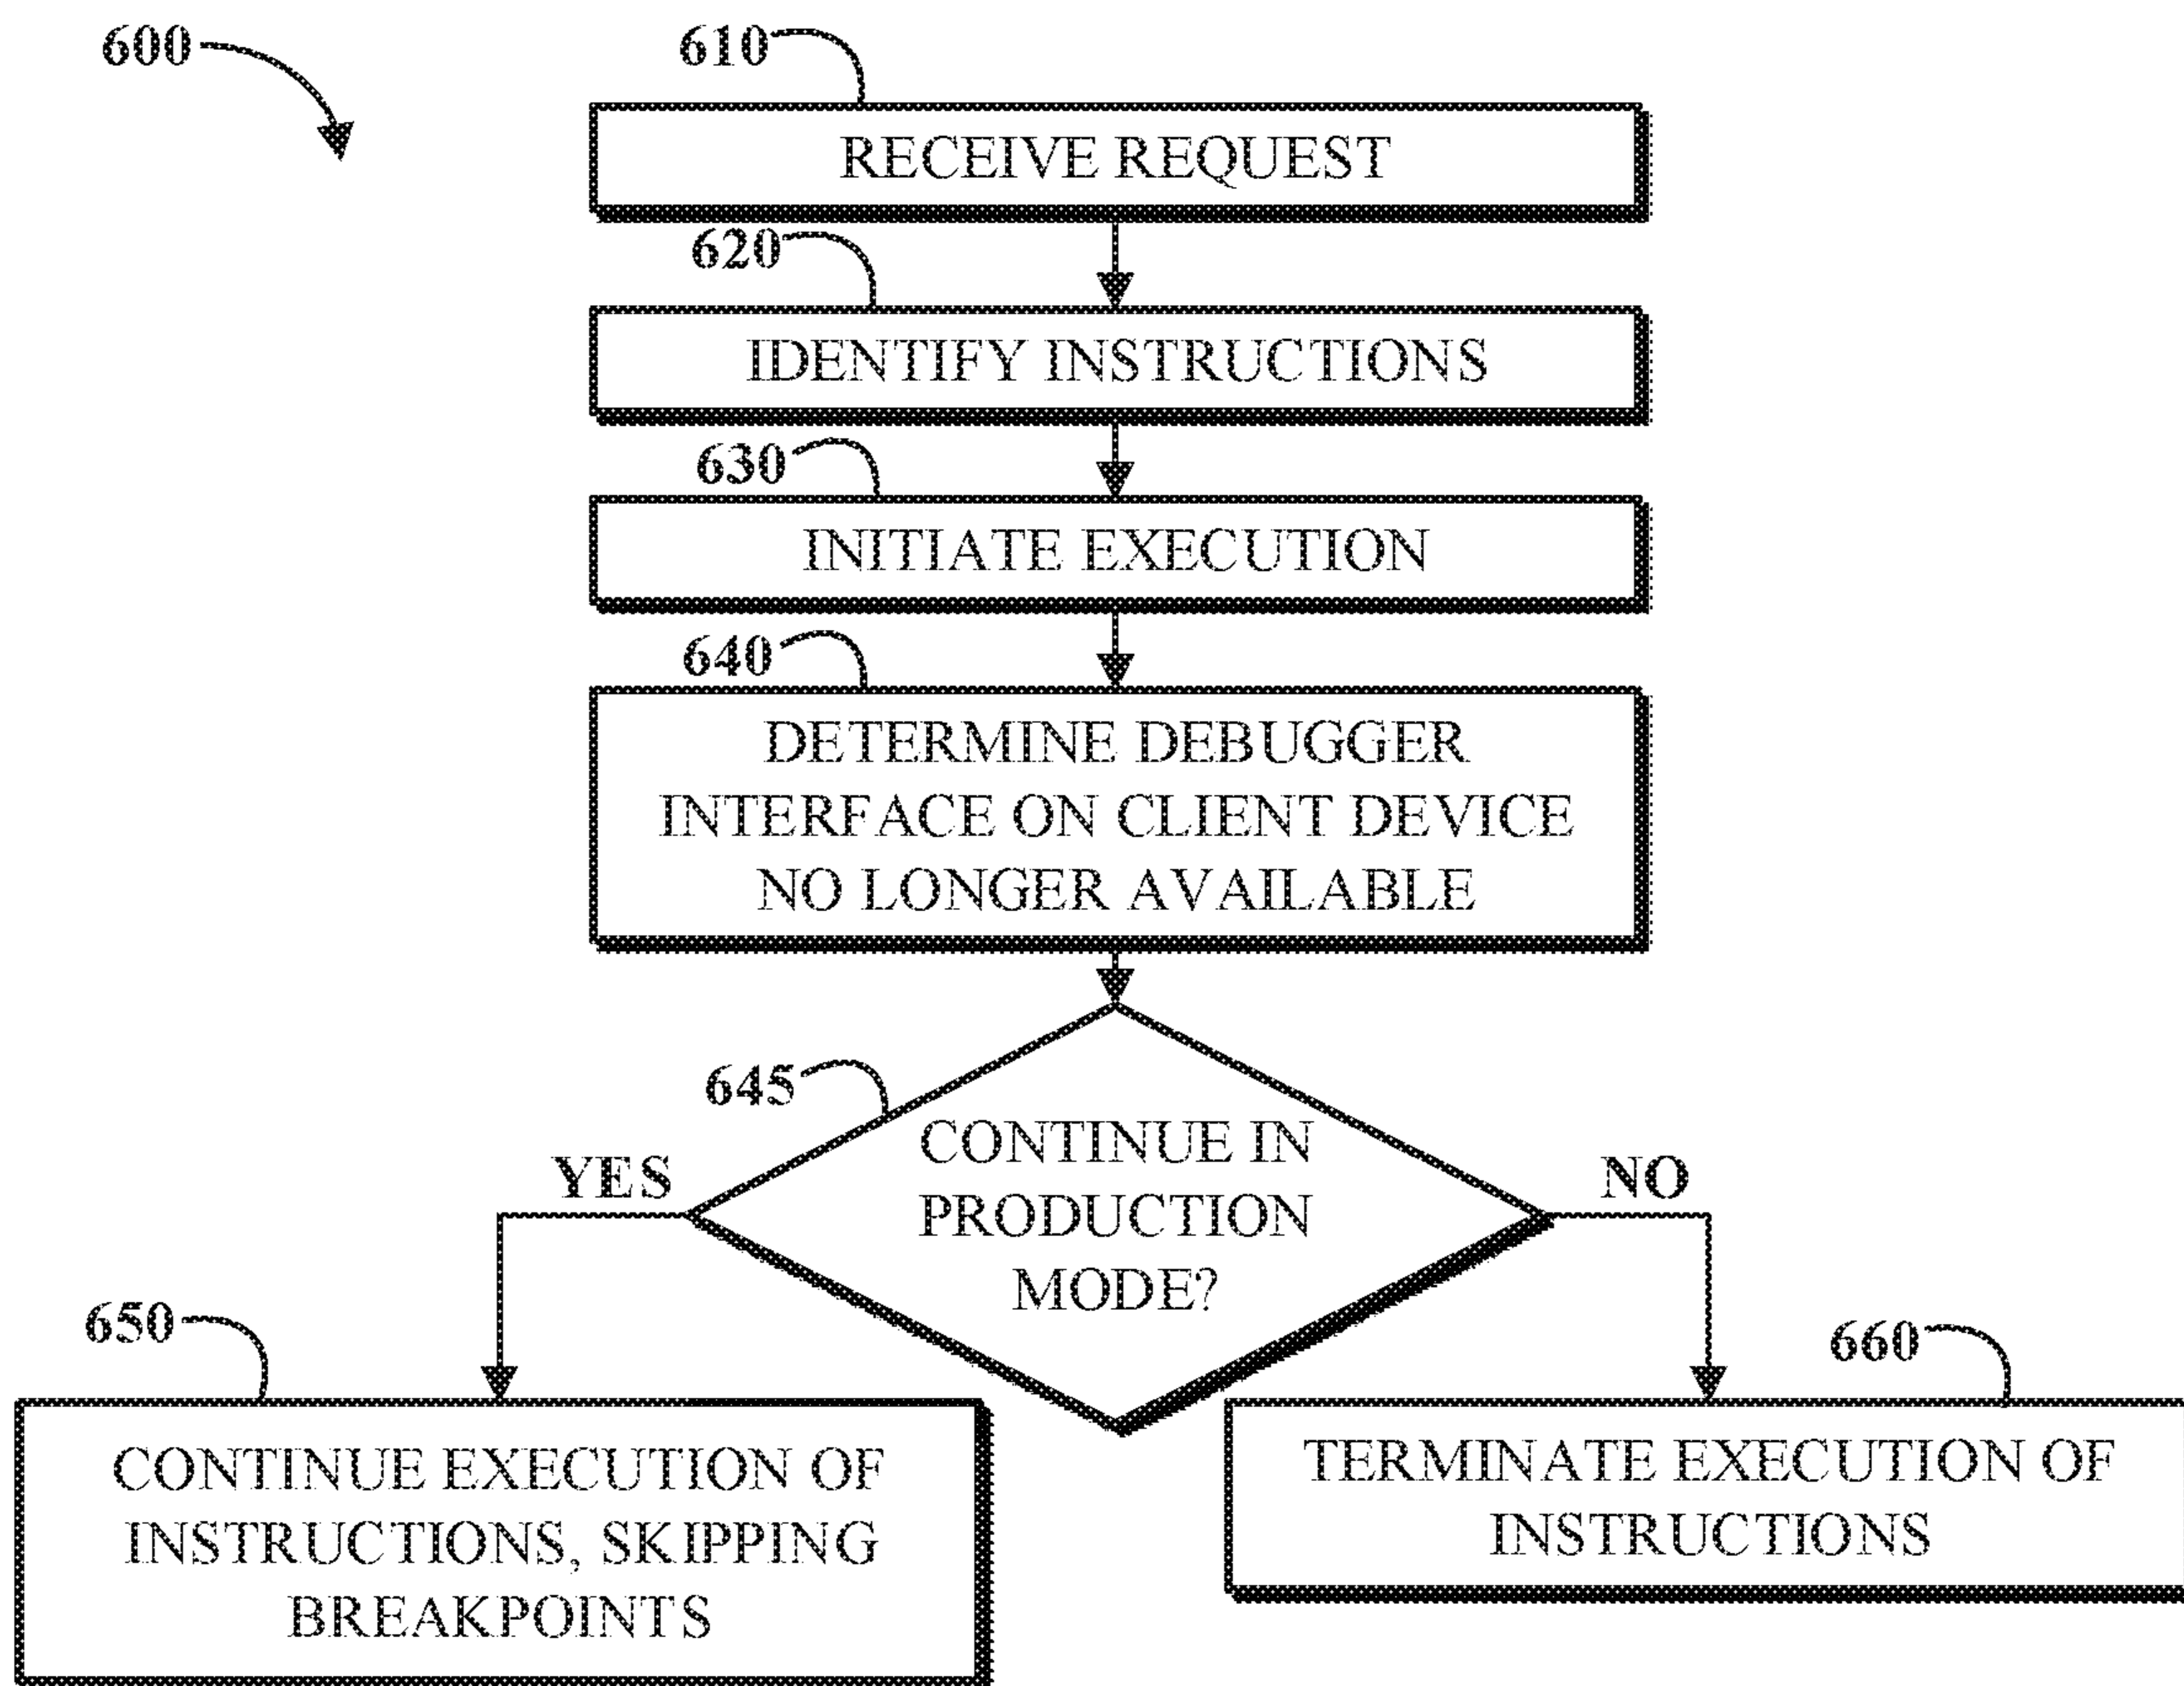 600
610
RECEIVE REQUEST
620
IDENTIFY INSTRUCTIONS
630
INITIATE EXECUTION
640
DETERMINE DEBUGGER
INTERFACE ON CLIENT DEVICE
NO LONGER AVAILABLE
645
CONTINUE IN
PRODUCTION
MODE?
YES
NO
650
CONTINUE EXECUTION OF
INSTRUCTIONS, SKIPPING
BREAKPOINTS
660
TERMINATE EXECUTION OF
INSTRUCTIONS